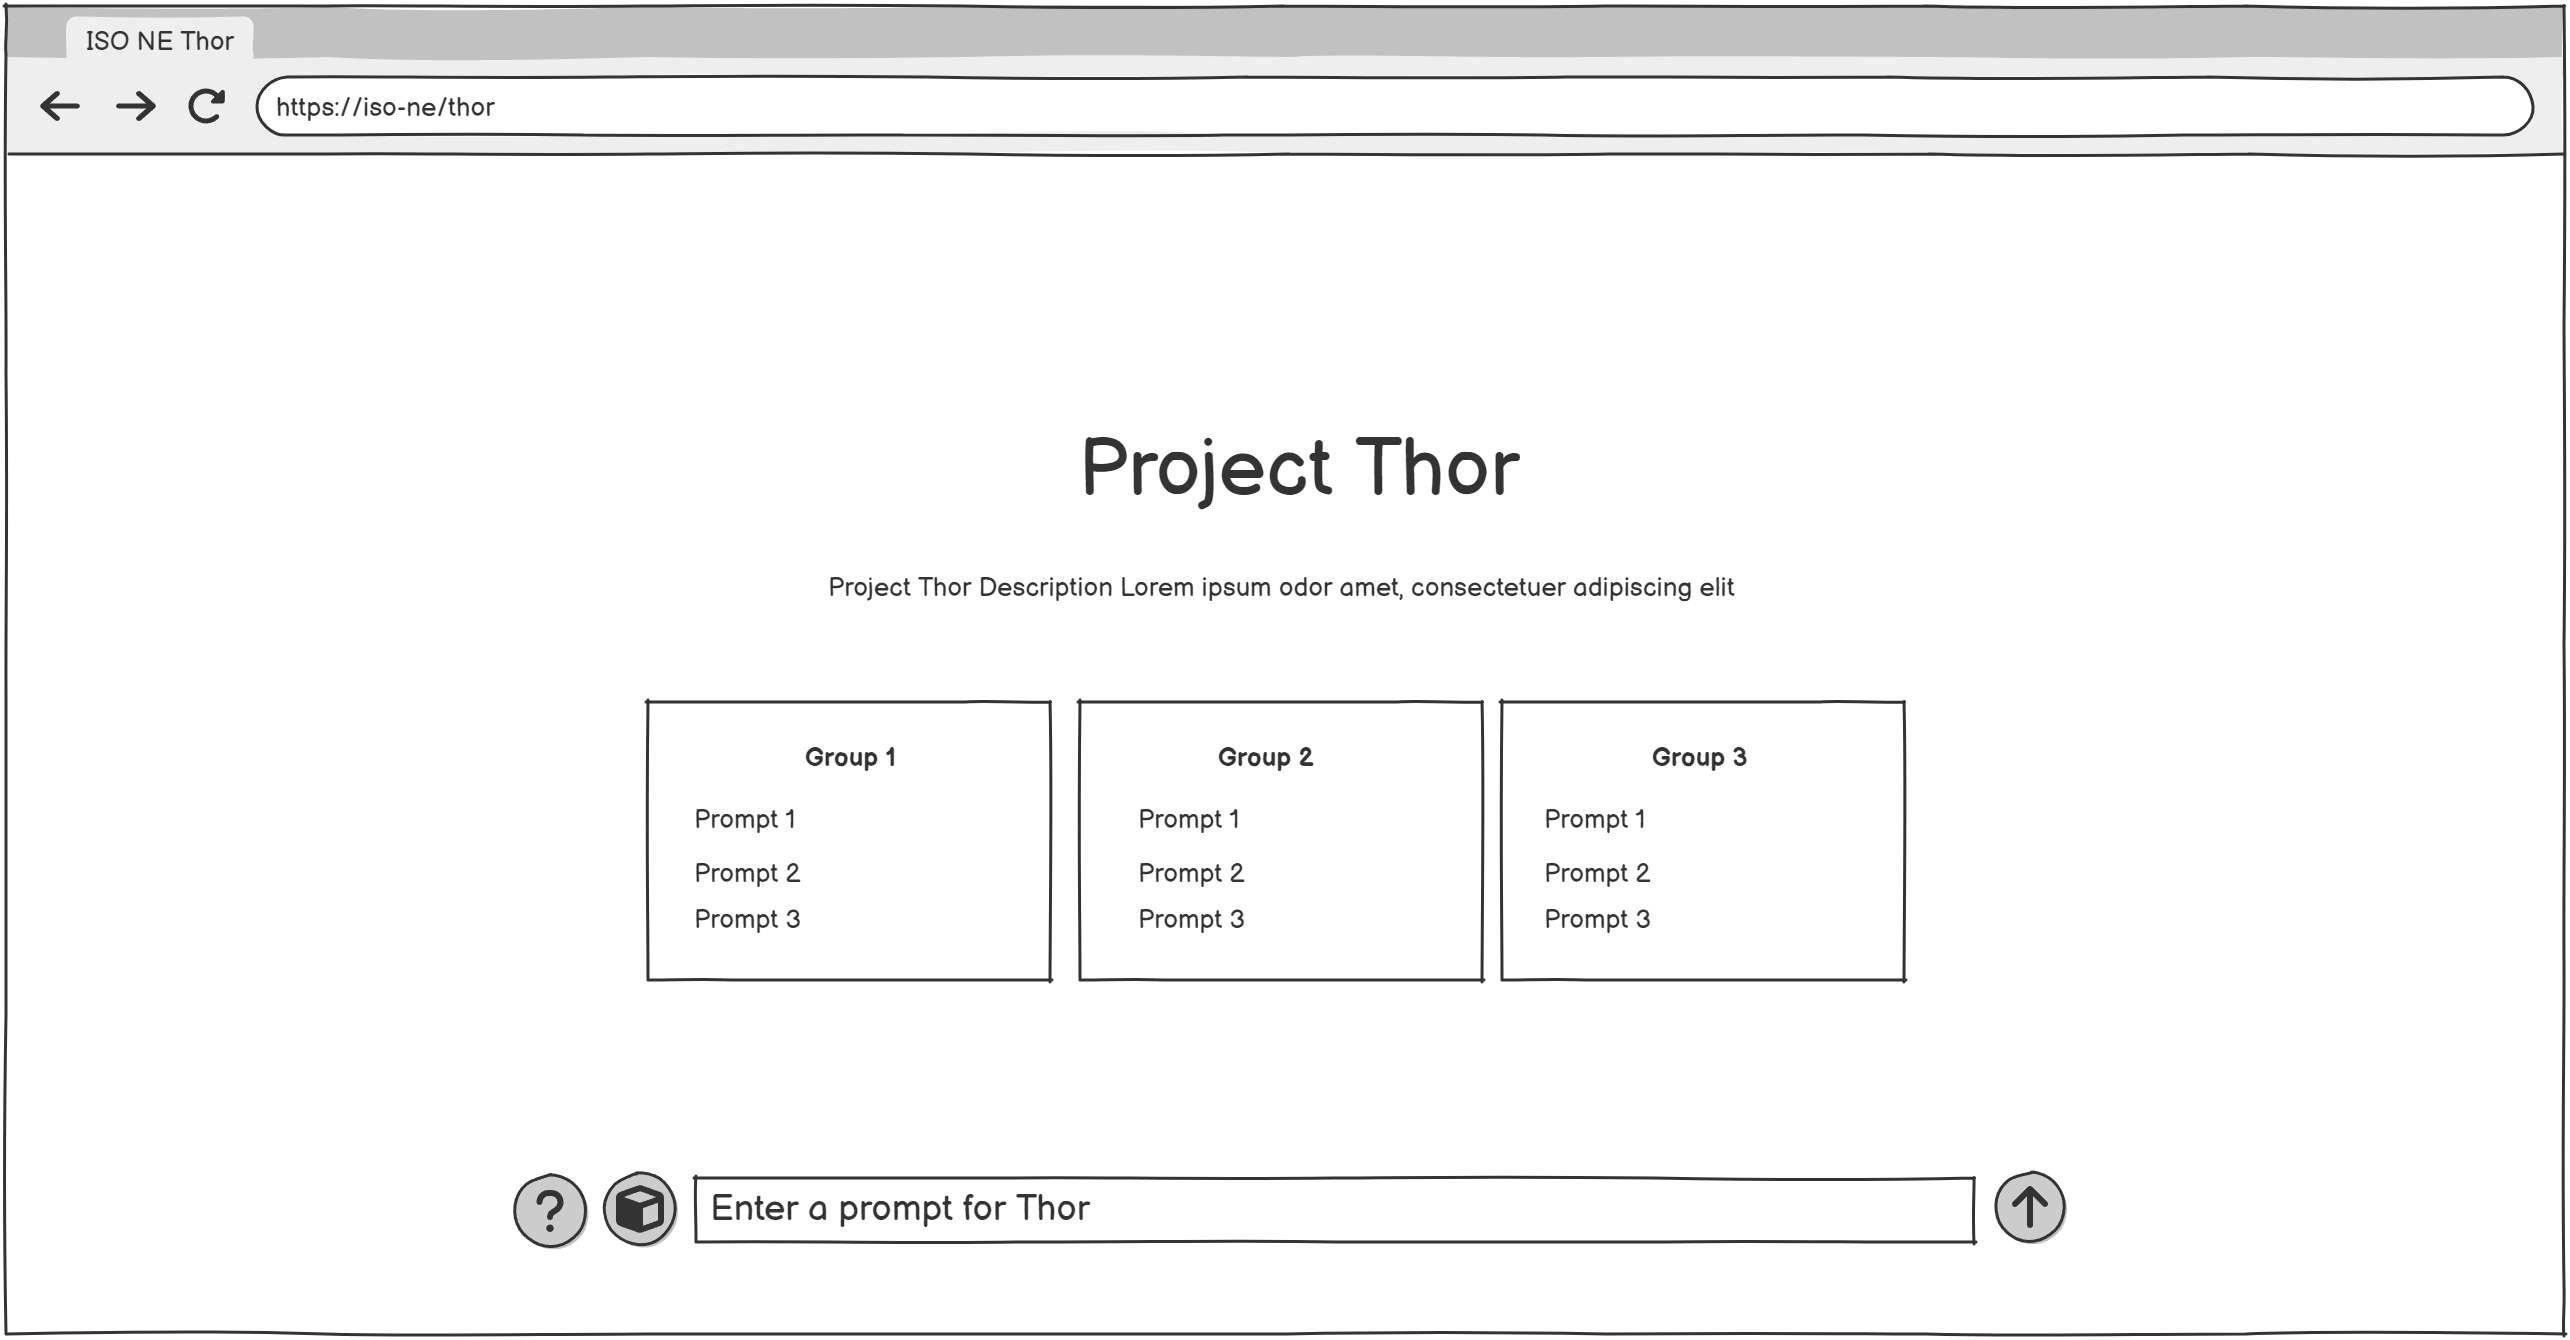 ISO NE Thor
https://iso-ne/thor
Project Thor
Project Thor Description Lorem ipsum odor amet, consectetuer adipiscing elit
Group 1
Prompt 1
Prompt 2
Prompt 3
Group 2
Prompt 1
Prompt 2
Prompt 3
Group 3
Prompt 1
Prompt 2
Prompt 3
?
Enter a prompt for Thor